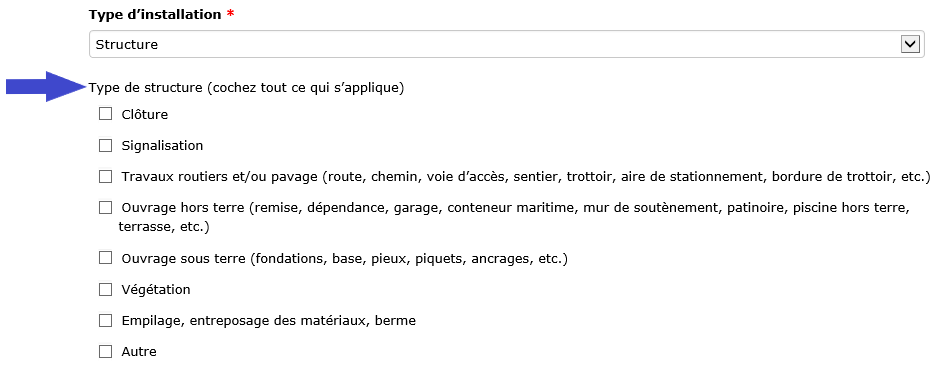 Type d’installation *
Structure
Type de structure (cochez tout ce qui s’applique)
Clôture
Signalisation
Travaux routiers et/ou pavage (route, chemin, voie d’accès, sentier, trottoir, aire de stationnement, bordure de trottoir, etc.)
Ouvrage hors terre (remise, dépendance, garage, conteneur maritime, mur de soutènement, patinoire, piscine hors terre,
terrasse, etc.)
Ouvrage sous terre (fondations, base, pieux, piquets, ancrages, etc.)
Végétation
Empilage, entreposage des matériaux, berme
Autre